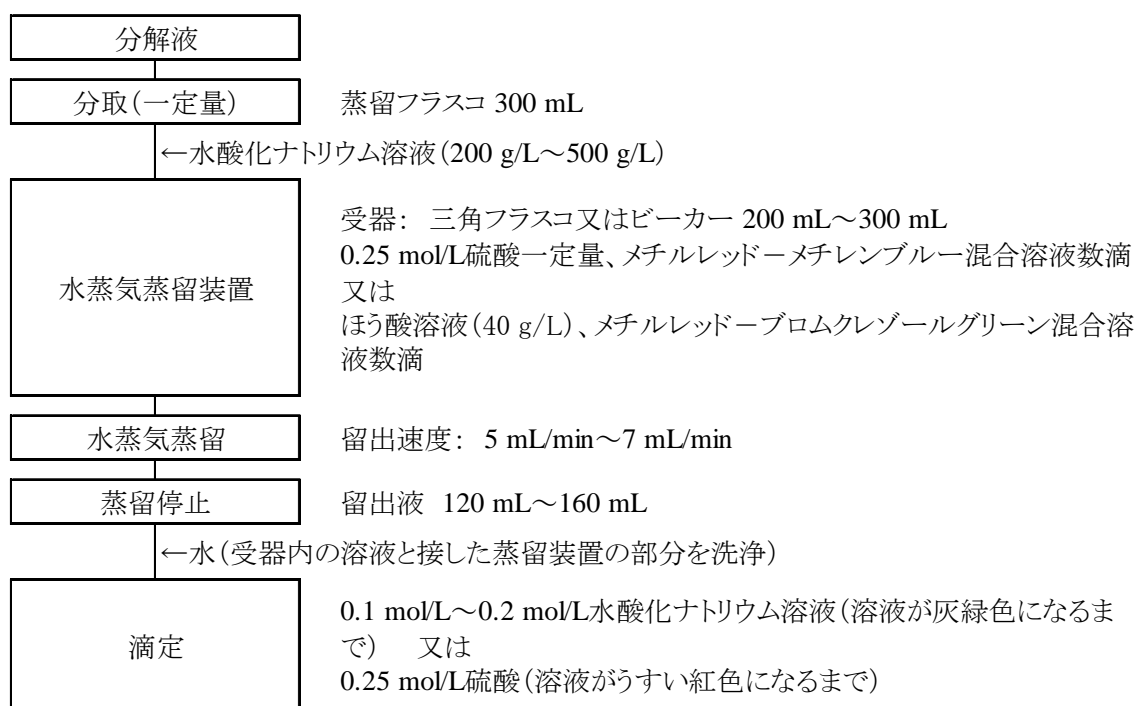 分解液
分取(一定量) 蒸留フラスコ 300 mL
←水酸化ナトリウム溶液(200 g/L～500 g/L)
受器: 三角フラスコ又はビーカー 200 mL～300 mL
0.25 mol/L硫酸一定量、メチルレッド－メチレンブルー混合溶液数滴
水蒸気蒸留装置
又は
ほう酸溶液(40 g/L)、メチルレッド－ブロムクレゾールグリーン混合溶
液数滴
水蒸気蒸留 留出速度: 5 mL/min～7 mL/min
蒸留停止 留出液 120 mL～160 mL
←水(受器内の溶液と接した蒸留装置の部分を洗浄)
0.1 mol/L～0.2 mol/L水酸化ナトリウム溶液(溶液が灰緑色になるま
滴定
で) 又は
0.25 mol/L硫酸(溶液がうすい紅色になるまで)